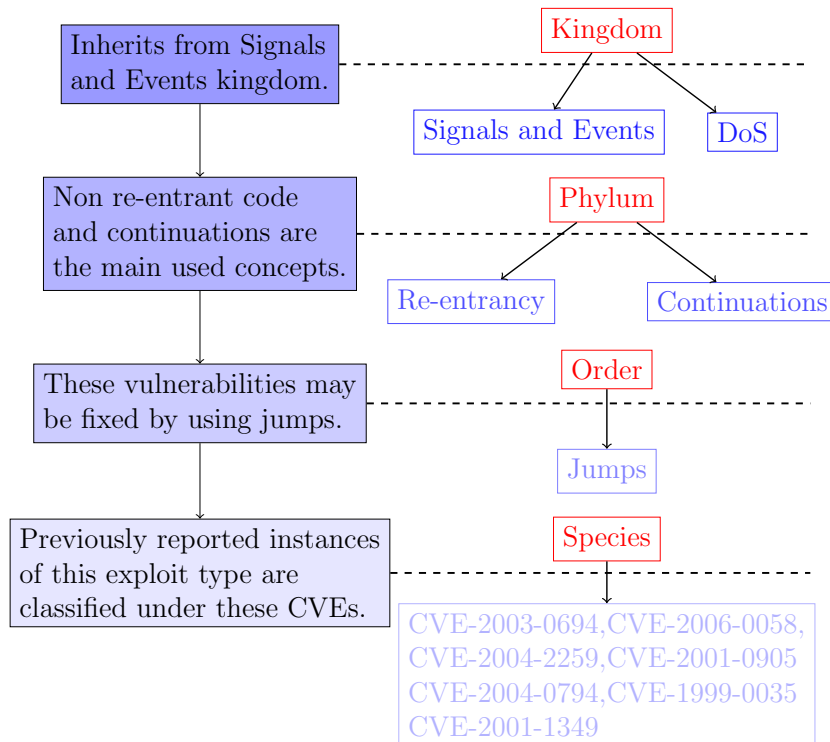 Inherits from Signals
and Events kingdom.
Kingdom
Signals and Events
DoS
Non re-entrant code
and continuations are
the main used concepts.
Phylum
Re-entrancy
Continuations
These vulnerabilities may
be fixed by using jumps.
Order
Jumps
Previously reported instances
of this exploit type are
classified under these CVEs.
Species
CVE-2003-0694,CVE-2006-0058,
CVE-2004-2259,CVE-2001-0905
CVE-2004-0794,CVE-1999-0035
CVE-2001-1349